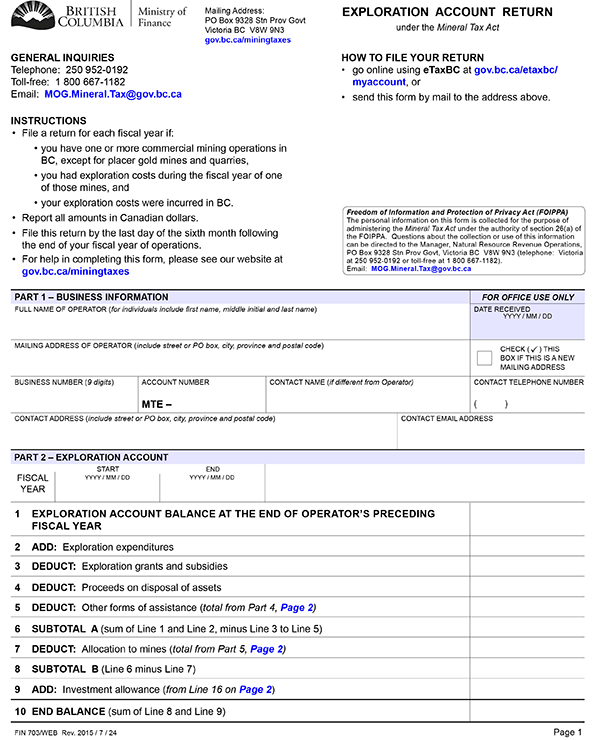 BRITISH
COLUMBIA
Ministry of
Finance
Mailing Address:
PO Box 9328 Stn Prov Govt
Victoria BC  V8W 9N3
gov.bc.ca/miningtaxes
EXPLORATION ACCOUNT RETURN
under the Mineral Tax Act
GENERAL INQUIRIES
Telephone: 250 952-0192
Toll-free: 1 800 667-1182
Email: MOG.Mineral.Tax@gov.bc.ca
HOW TO FILE YOUR RETURN
• go online using eTaxBC at gov.bc.ca/etaxbc/
myaccount, or
• send this form by mail to the address above.
INSTRUCTIONS
• File a return for each fiscal year if:
• you have one or more commercial mining operations in
BC, except for placer gold mines and quarries,
• you had exploration costs during the fiscal year of one
of those mines, and
• your exploration costs were incurred in BC.
• Report all amounts in Canadian dollars.
• File this return by the last day of the sixth month following
the end of your fiscal year of operations.
• For help in completing this form, please see our website at
gov.bc.ca/miningtaxes
Freedom of Information and Protection of Privacy Act (FOIPPA)
The personal information on this form is collected for the purpose of
administering the Mineral Tax Act under the authority of section 26(a) of
the FOIPPA. Questions about the collection or use of this information
can be directed to the Manager, Natural Resource Revenue Operations,
PO Box 9328 Stn Prov Govt, Victoria BC V8W 9N3 (telephone: Victoria
at 250 952-0192 or toll-free at 1 800 667-1182).
Email: MOG.Mineral.Tax@gov.bc.ca
PART 1 – BUSINESS INFORMATION
FOR OFFICE USE ONLY
FULL NAME OF OPERATOR (for individuals include first name, middle initial and last name)
DATE RECEIVED
YYYY / MM / DD
MAILING ADDRESS OF OPERATOR (include street or PO box, city, province and postal code)
CHECK (✓) THIS
BOX IF THIS IS A NEW
MAILING ADDRESS
BUSINESS NUMBER (9 digits)
ACCOUNT NUMBER
MTE –
CONTACT NAME (if different from Operator)
CONTACT TELEPHONE NUMBER
( )
CONTACT ADDRESS (include street or PO box, city, province and postal code)
CONTACT EMAIL ADDRESS
PART 2 – EXPLORATION ACCOUNT
FISCAL
YEAR
START
YYYY / MM / DD
END
YYYY / MM / DD
1 EXPLORATION ACCOUNT BALANCE AT THE END OF OPERATOR'S PRECEDING
FISCAL YEAR
2 ADD: Exploration expenditures
3 DEDUCT: Exploration grants and subsidies
4 DEDUCT: Proceeds on disposal of assets
5 DEDUCT: Other forms of assistance (total from Part 4, Page 2)
6 SUBTOTAL A (sum of Line 1 and Line 2, minus Line 3 to Line 5)
7 DEDUCT: Allocation to mines (total from Part 5, Page 2)
8 SUBTOTAL B (Line 6 minus Line 7)
9 ADD: Investment allowance (from Line 16 on Page 2)
10 END BALANCE (sum of Line 8 and Line 9)
FIN 703/WEB Rev. 2015 / 7 / 24
Page 1